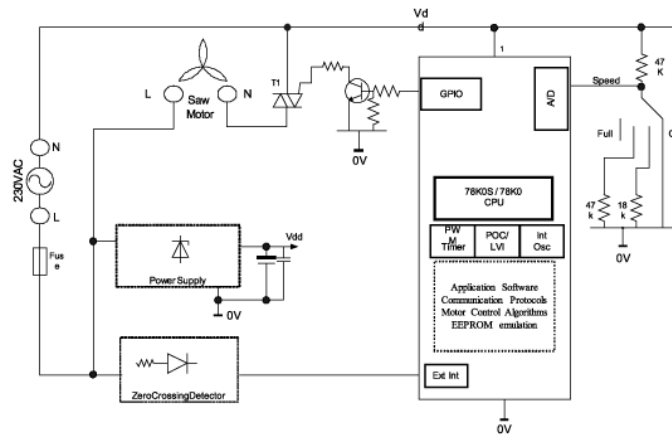 Vd
d
1
47
K
L
N
T1
Saw
Motor
GPIO
A/D
Speed
Full
0V
N
230VAC
L
Fus
e
78K0S / 78K0
CPU
47
k
18
k
PW
M
Timer
POC/
LVI
Int
Osc
0V
Vdd
Power Supply
0V
Application Software
Communication Protocols
Motor Control Algorithms
EEPROM emulation
Ext Int
ZeroCrossingDetector
0V